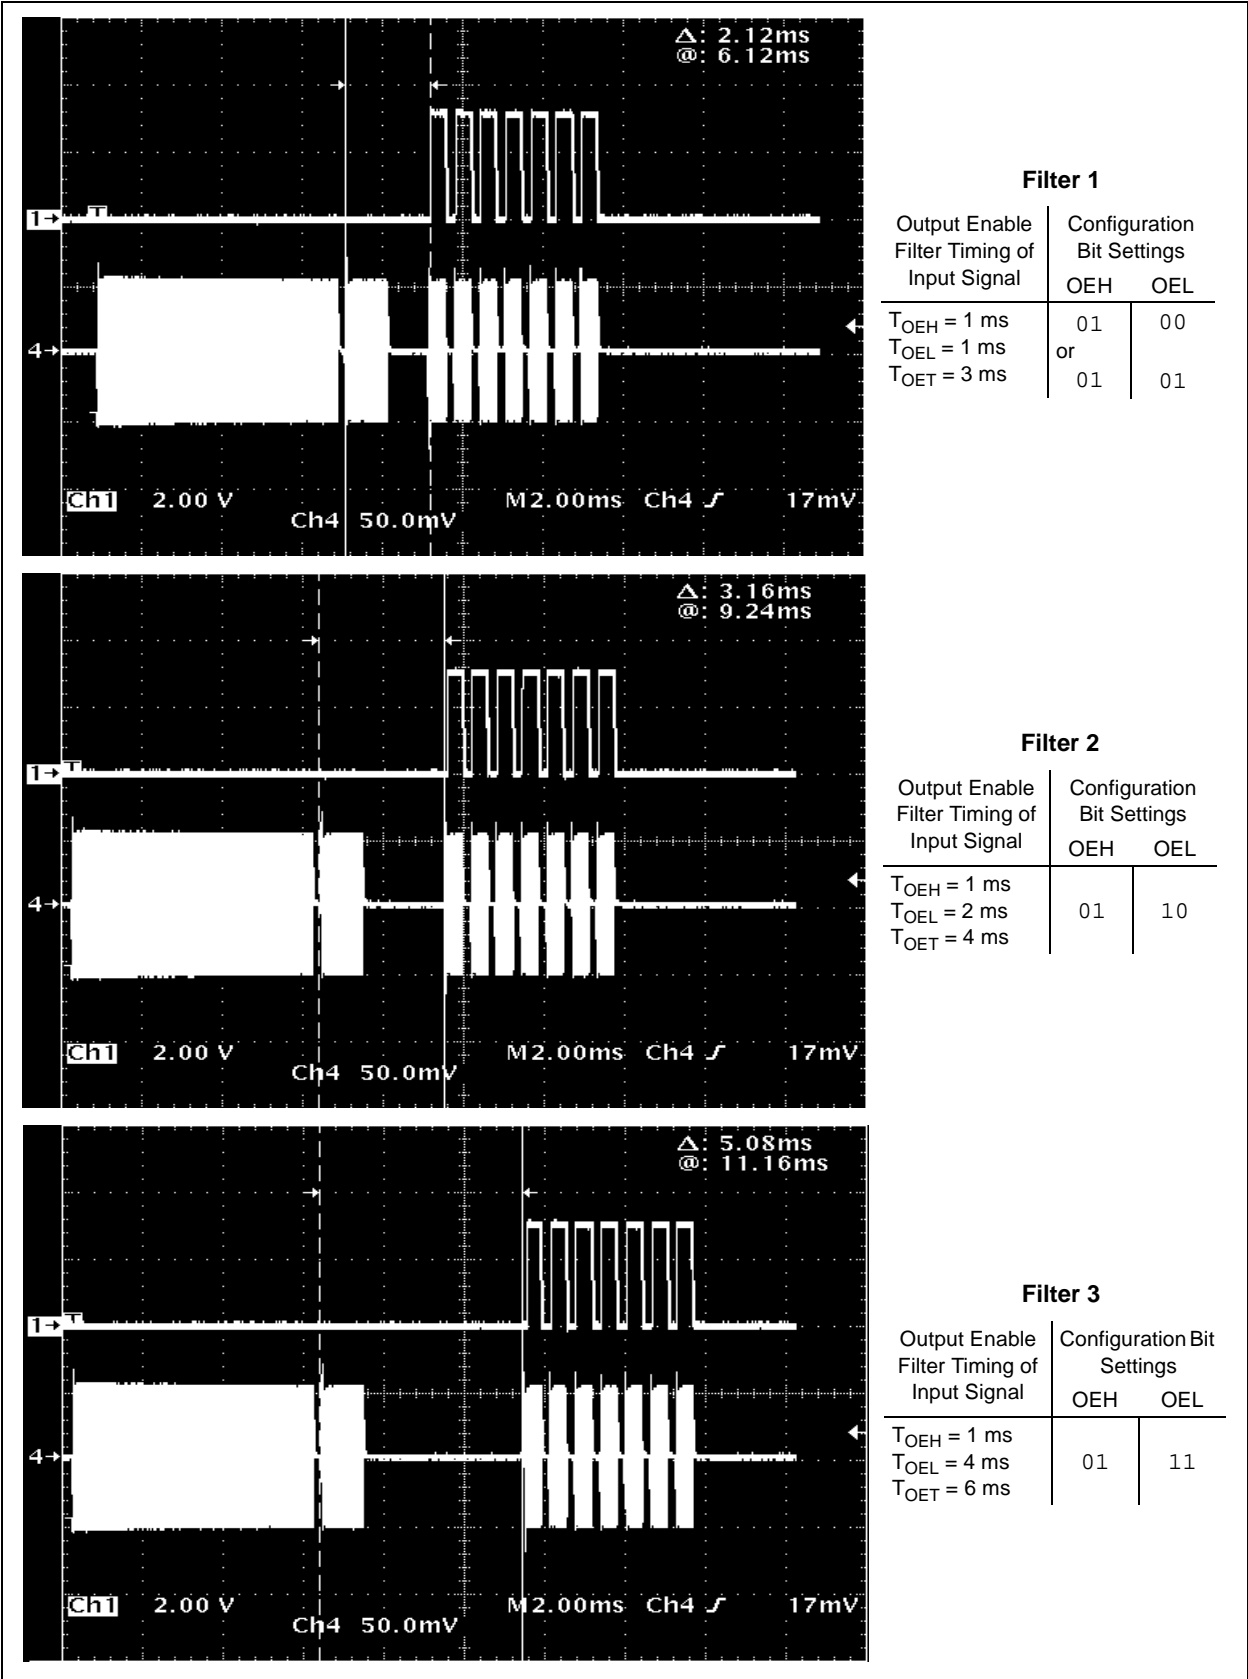 Δ: 2.12ms
@: 6.12ms
1→
T
4→
Ch1 2.00 V M2.00ms Ch4 17mV
Ch4 50.0mV
Filter 1
Output Enable Configuration
Filter Timing of Bit Settings
Input Signal OEH OEL
TOEH = 1 ms 01 00
TOEL = 1 ms or
TOET = 3 ms 01 01
Δ: 3.16ms
@: 9.24ms
1→
T
4→
Ch1 2.00 V M2.00ms Ch4 17mV
Ch4 50.0mV
Filter 2
Output Enable Configuration
Filter Timing of Bit Settings
Input Signal OEH OEL
TOEH = 1 ms
TOEL = 2 ms 01 10
TOET = 4 ms
Δ: 5.08ms
@: 11.16ms
1→
T
4→
Ch1 2.00 V M2.00ms Ch4 17mV
Ch4 50.0mV
Filter 3
Output Enable Configuration Bit
Filter Timing of Settings
Input Signal OEH OEL
TOEH = 1 ms
TOEL = 4 ms 01 11
TOET = 6 ms